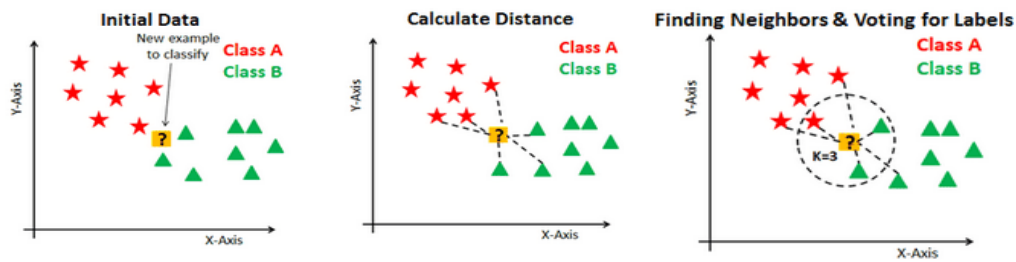 Initial Data
New example
to classify
Class A
Class B
Y-Axis
?
X-Axis
Calculate Distance
Class A
Class B
Y-Axis
?
X-Axis
Finding Neighbors & Voting for Labels
Class A
Class B
Y-Axis
?
K=3
X-Axis